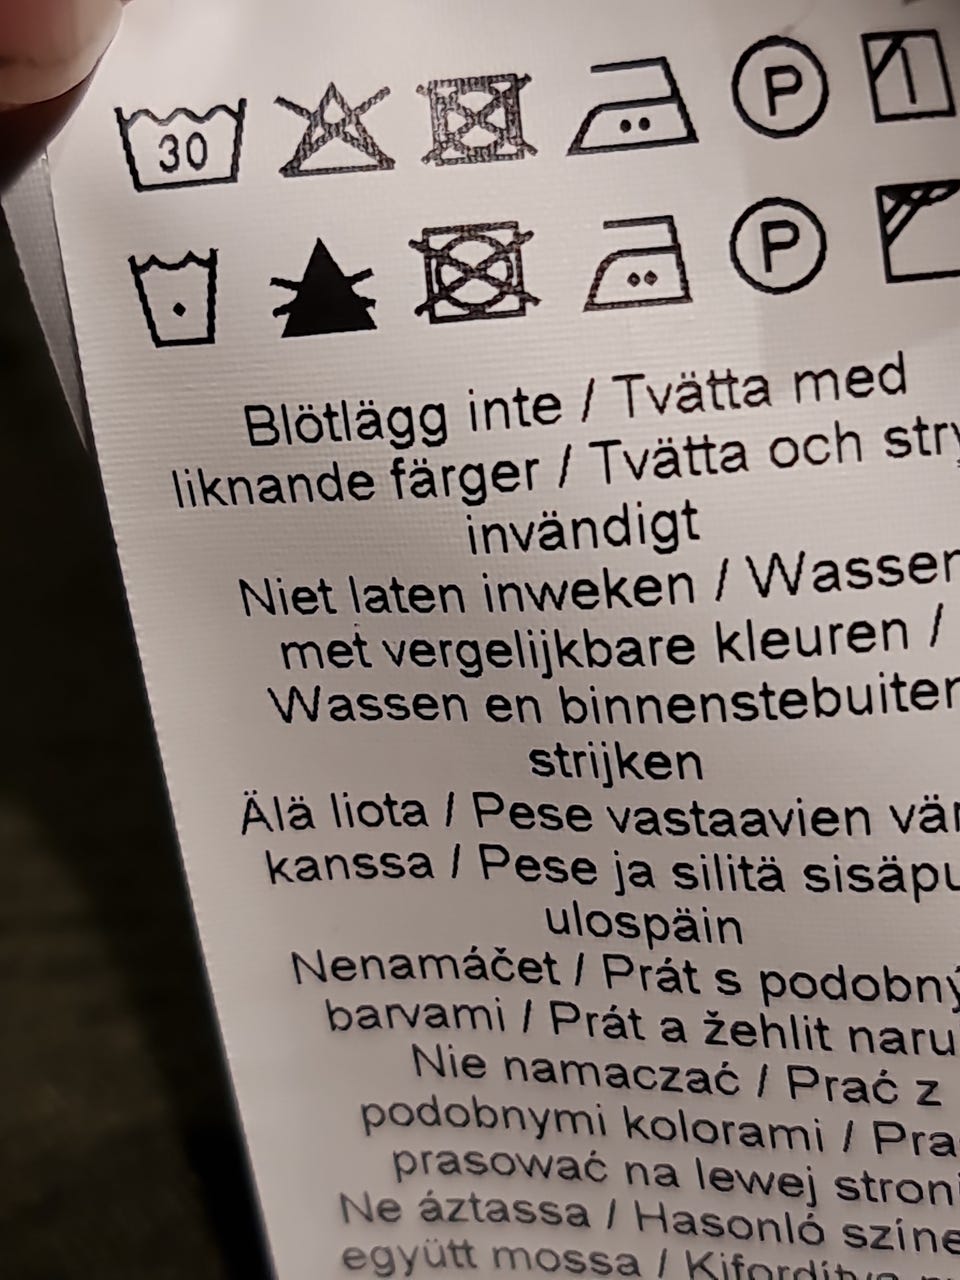 30 P
P
Blötlägg inte / Tvätta med
liknande färger / Tvätta och
invändigt
Niet laten inweken / Wassen
met vergelijkbare kleuren /
Wassen en binnenstebuiten
strijken
Älä liota / Pese vastaavien
kanssa / Pese ja silitä
ulospäin
Nenamáčet / Prát s
barvami / Prát a žehlit
Nie namaczać / Prać z
podobnymi kolorami /
prasować na lewej
Ne áztassa / Hasonló
együtt mossa /